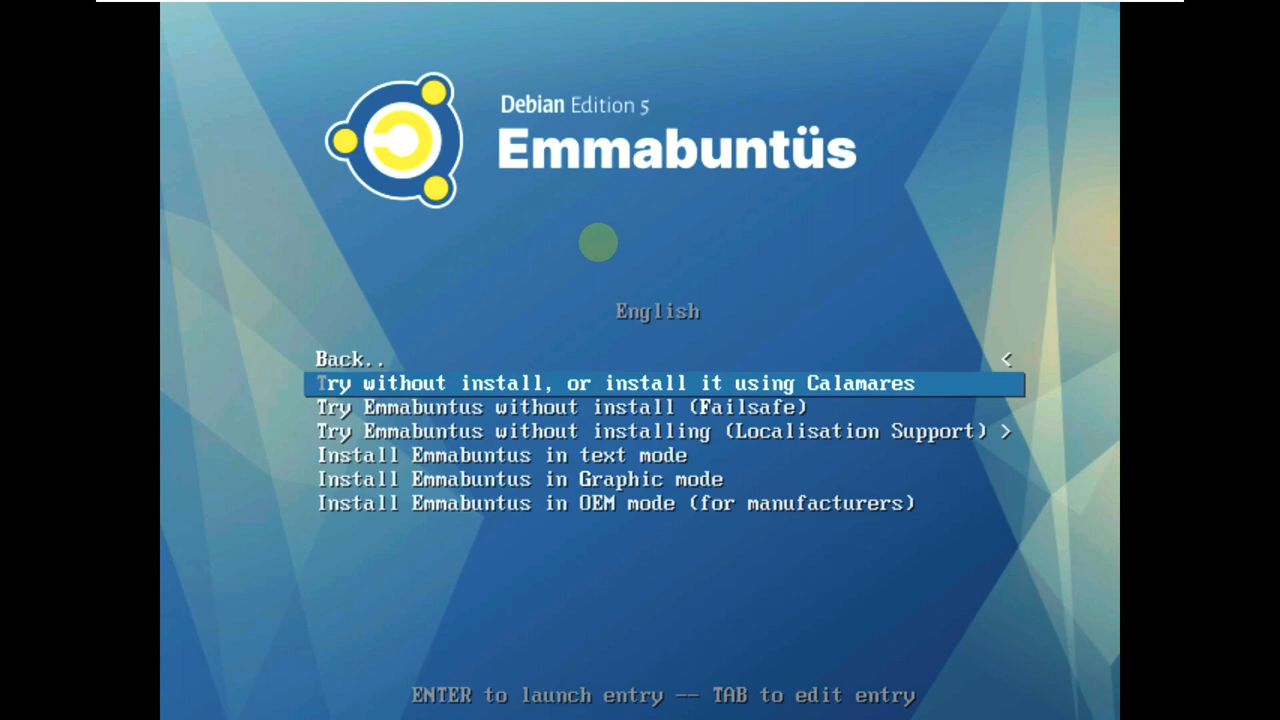 Debian Edition 5
Emmabuntüs
English
Back.. <
Try without install, or install it using Calamares
Try Emmabuntus without install (Failsafe)
Try Emmabuntus without installing (Localisation Support) >
Install Emmabuntus in text mode
Install Emmabuntus in Graphic mode
Install Emmabuntus in OEM mode (for manufacturers)
ENTER to launch entry -- TAB to edit entry